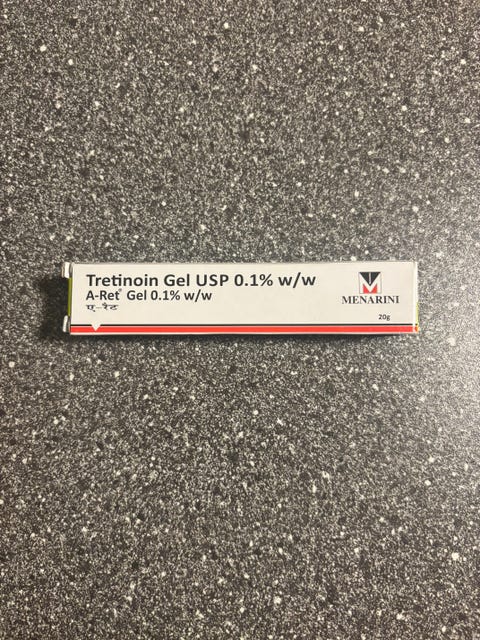 Tretinoin Gel USP 0.1% w/w
A-Ret® Gel 0.1% w/w
ए-रैट
MENARINI
20g